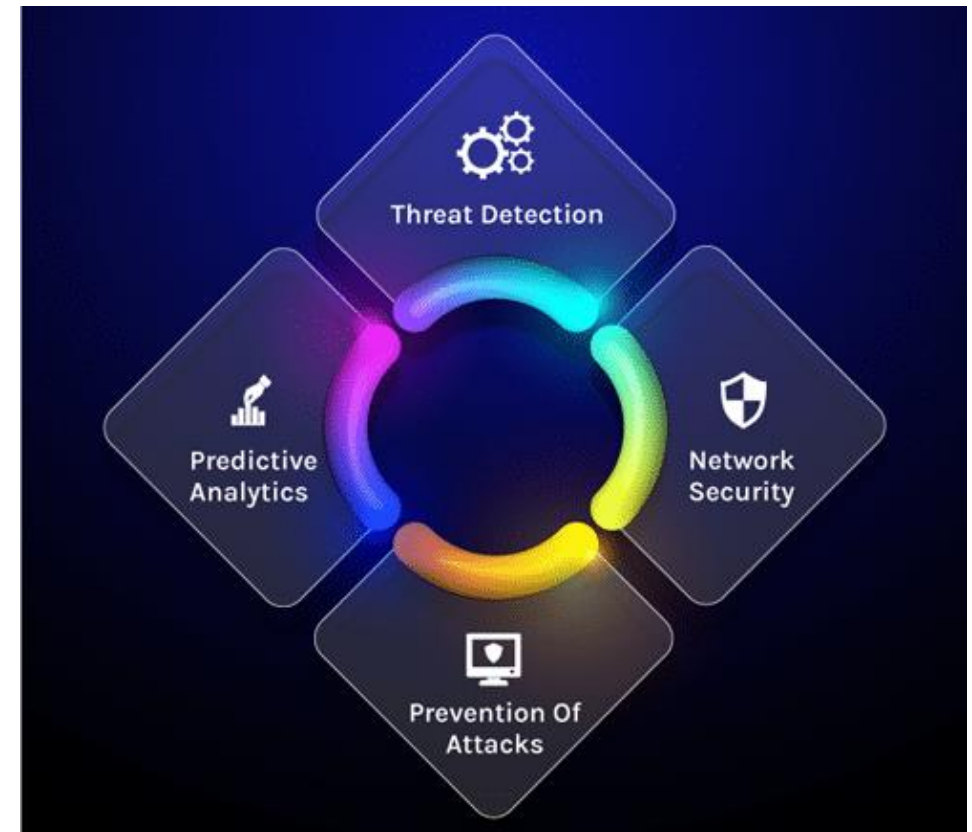 Threat Detection
Predictive
Analytics
Network
Security
Prevention Of
Attacks